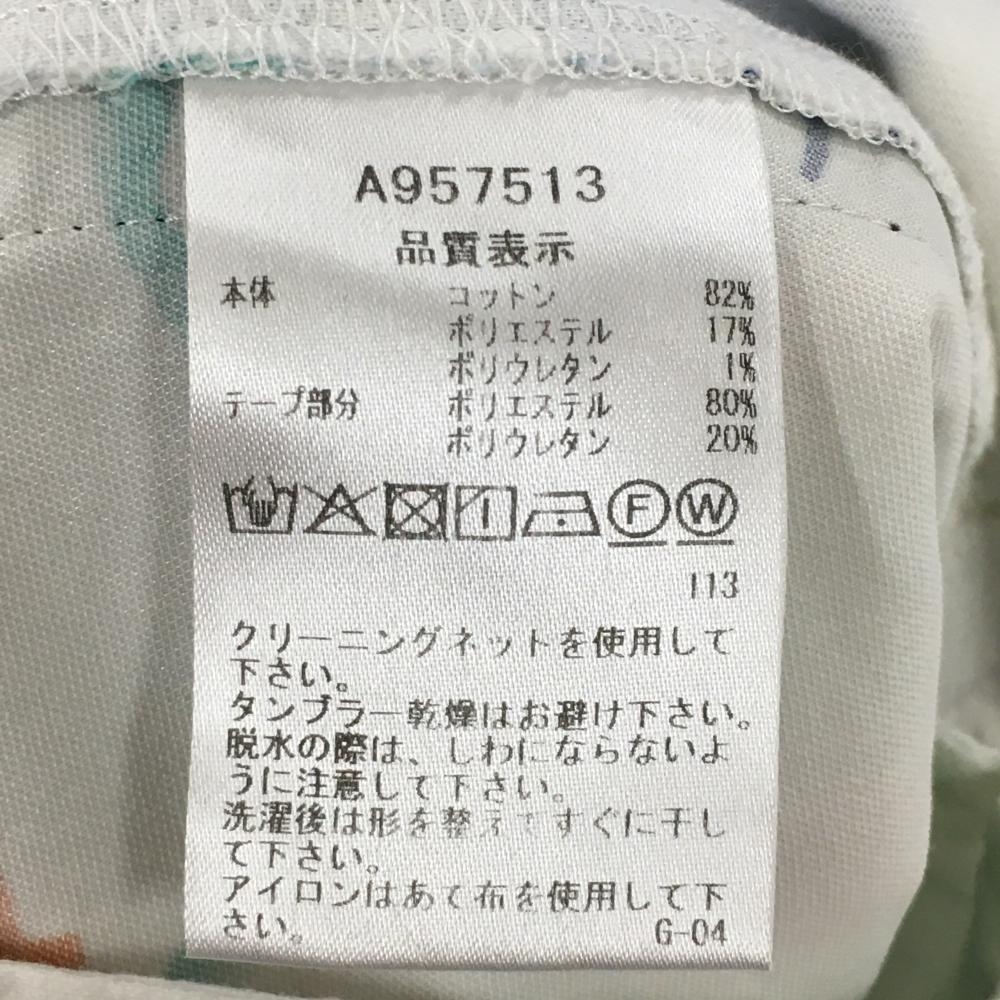 A957513
品質表示
本体 コットン 82%
ポリエステル 17%
ポリウレタン 1%
テープ部分 ポリエステル 80%
ポリウレタン 20%
F W
113
クリーニングネットを使用して
下さい。
タンブラー乾燥はお避け下さい。
脱水の際は、しわにならないよ
うに注意して下さい。
洗濯後は形を整えてすぐに干し
て下さい。
アイロンはあて布を使用して下
さい。 G-04